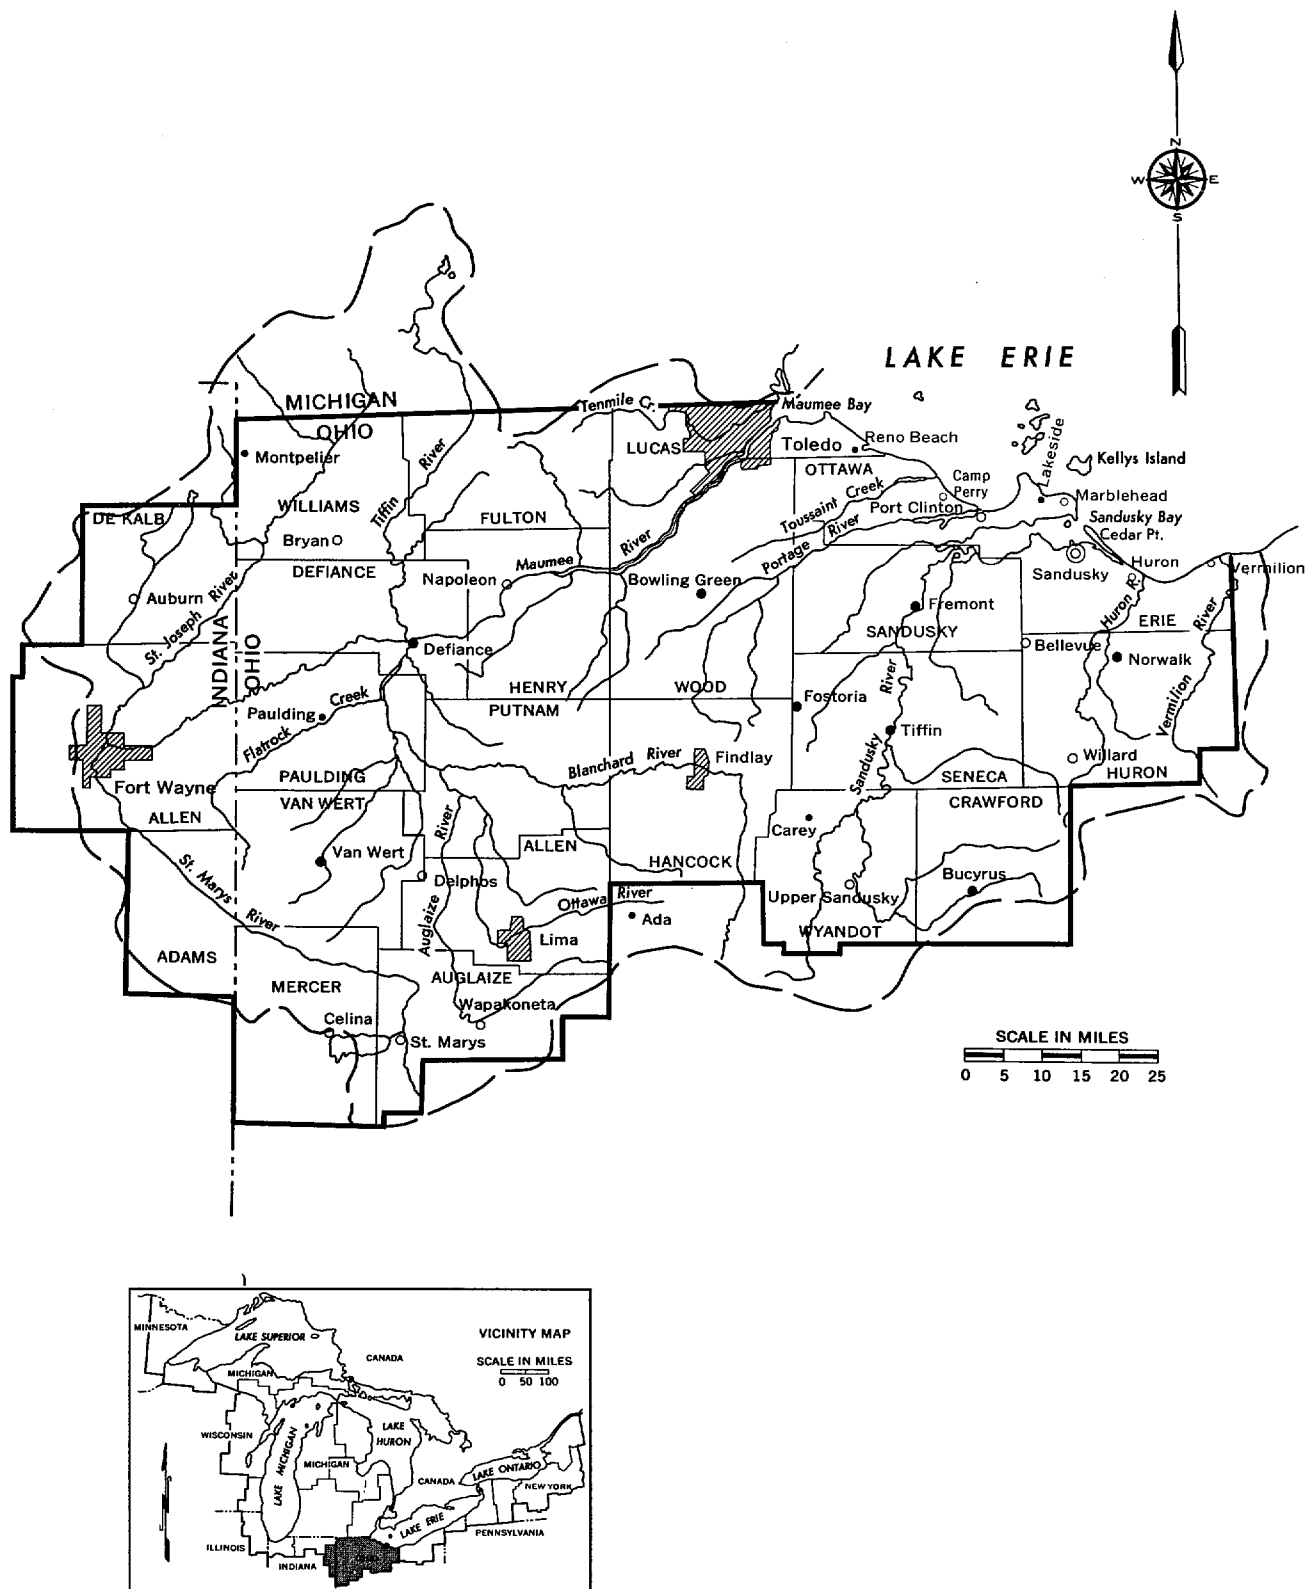 N
W E
S
LAKE ERIE
MICHIGAN
OHIO
Tenmile Cr.
Maumee Bay
LUCAS
Toledo
Reno Beach
Lakeside
Kellys Island
Montpelier
Tiffin River
OTTAWA
Camp
Perry
Marblehead
DE KALB
WILLIAMS
FULTON
Toussaint Creek
Port Clinton
Sandusky Bay
Cedar Pt.
Bryan
Portage River
DEFIANCE
Napoleon
Maumee River
Bowling Green
Sandusky
Huron
Vermilion
Auburn
St. Joseph River
Fremont
Huron R.
ERIE
INDIANA
OHIO
Defiance
SANDUSKY
Bellevue
Norwalk
Vermilion River
HENRY
WOOD
Paulding
PUTNAM
Fostoria
Flatrock Creek
Sandusky River
Tiffin
Blanchard River
Findlay
Willard
Fort Wayne
PAULDING
SENECA
HURON
VAN WERT
CRAWFORD
ALLEN
Carey
Van Wert
ALLEN
HANCOCK
St. Marys River
Delphos
Bucyrus
Auglaize River
Ottawa River
Upper Sandusky
Ada
Lima
WYANDOT
ADAMS
AUGLAIZE
MERCER
Wapakoneta
Celina
St. Marys
SCALE IN MILES
0 5 10 15 20 25
VICINITY MAP
SCALE IN MILES
0 50 100
MINNESOTA
LAKE SUPERIOR
CANADA
MICHIGAN
WISCONSIN
LAKE
HURON
LAKE MICHIGAN
MICHIGAN
CANADA
LAKE ONTARIO
NEW YORK
LAKE ERIE
PENNSYLVANIA
ILLINOIS
INDIANA